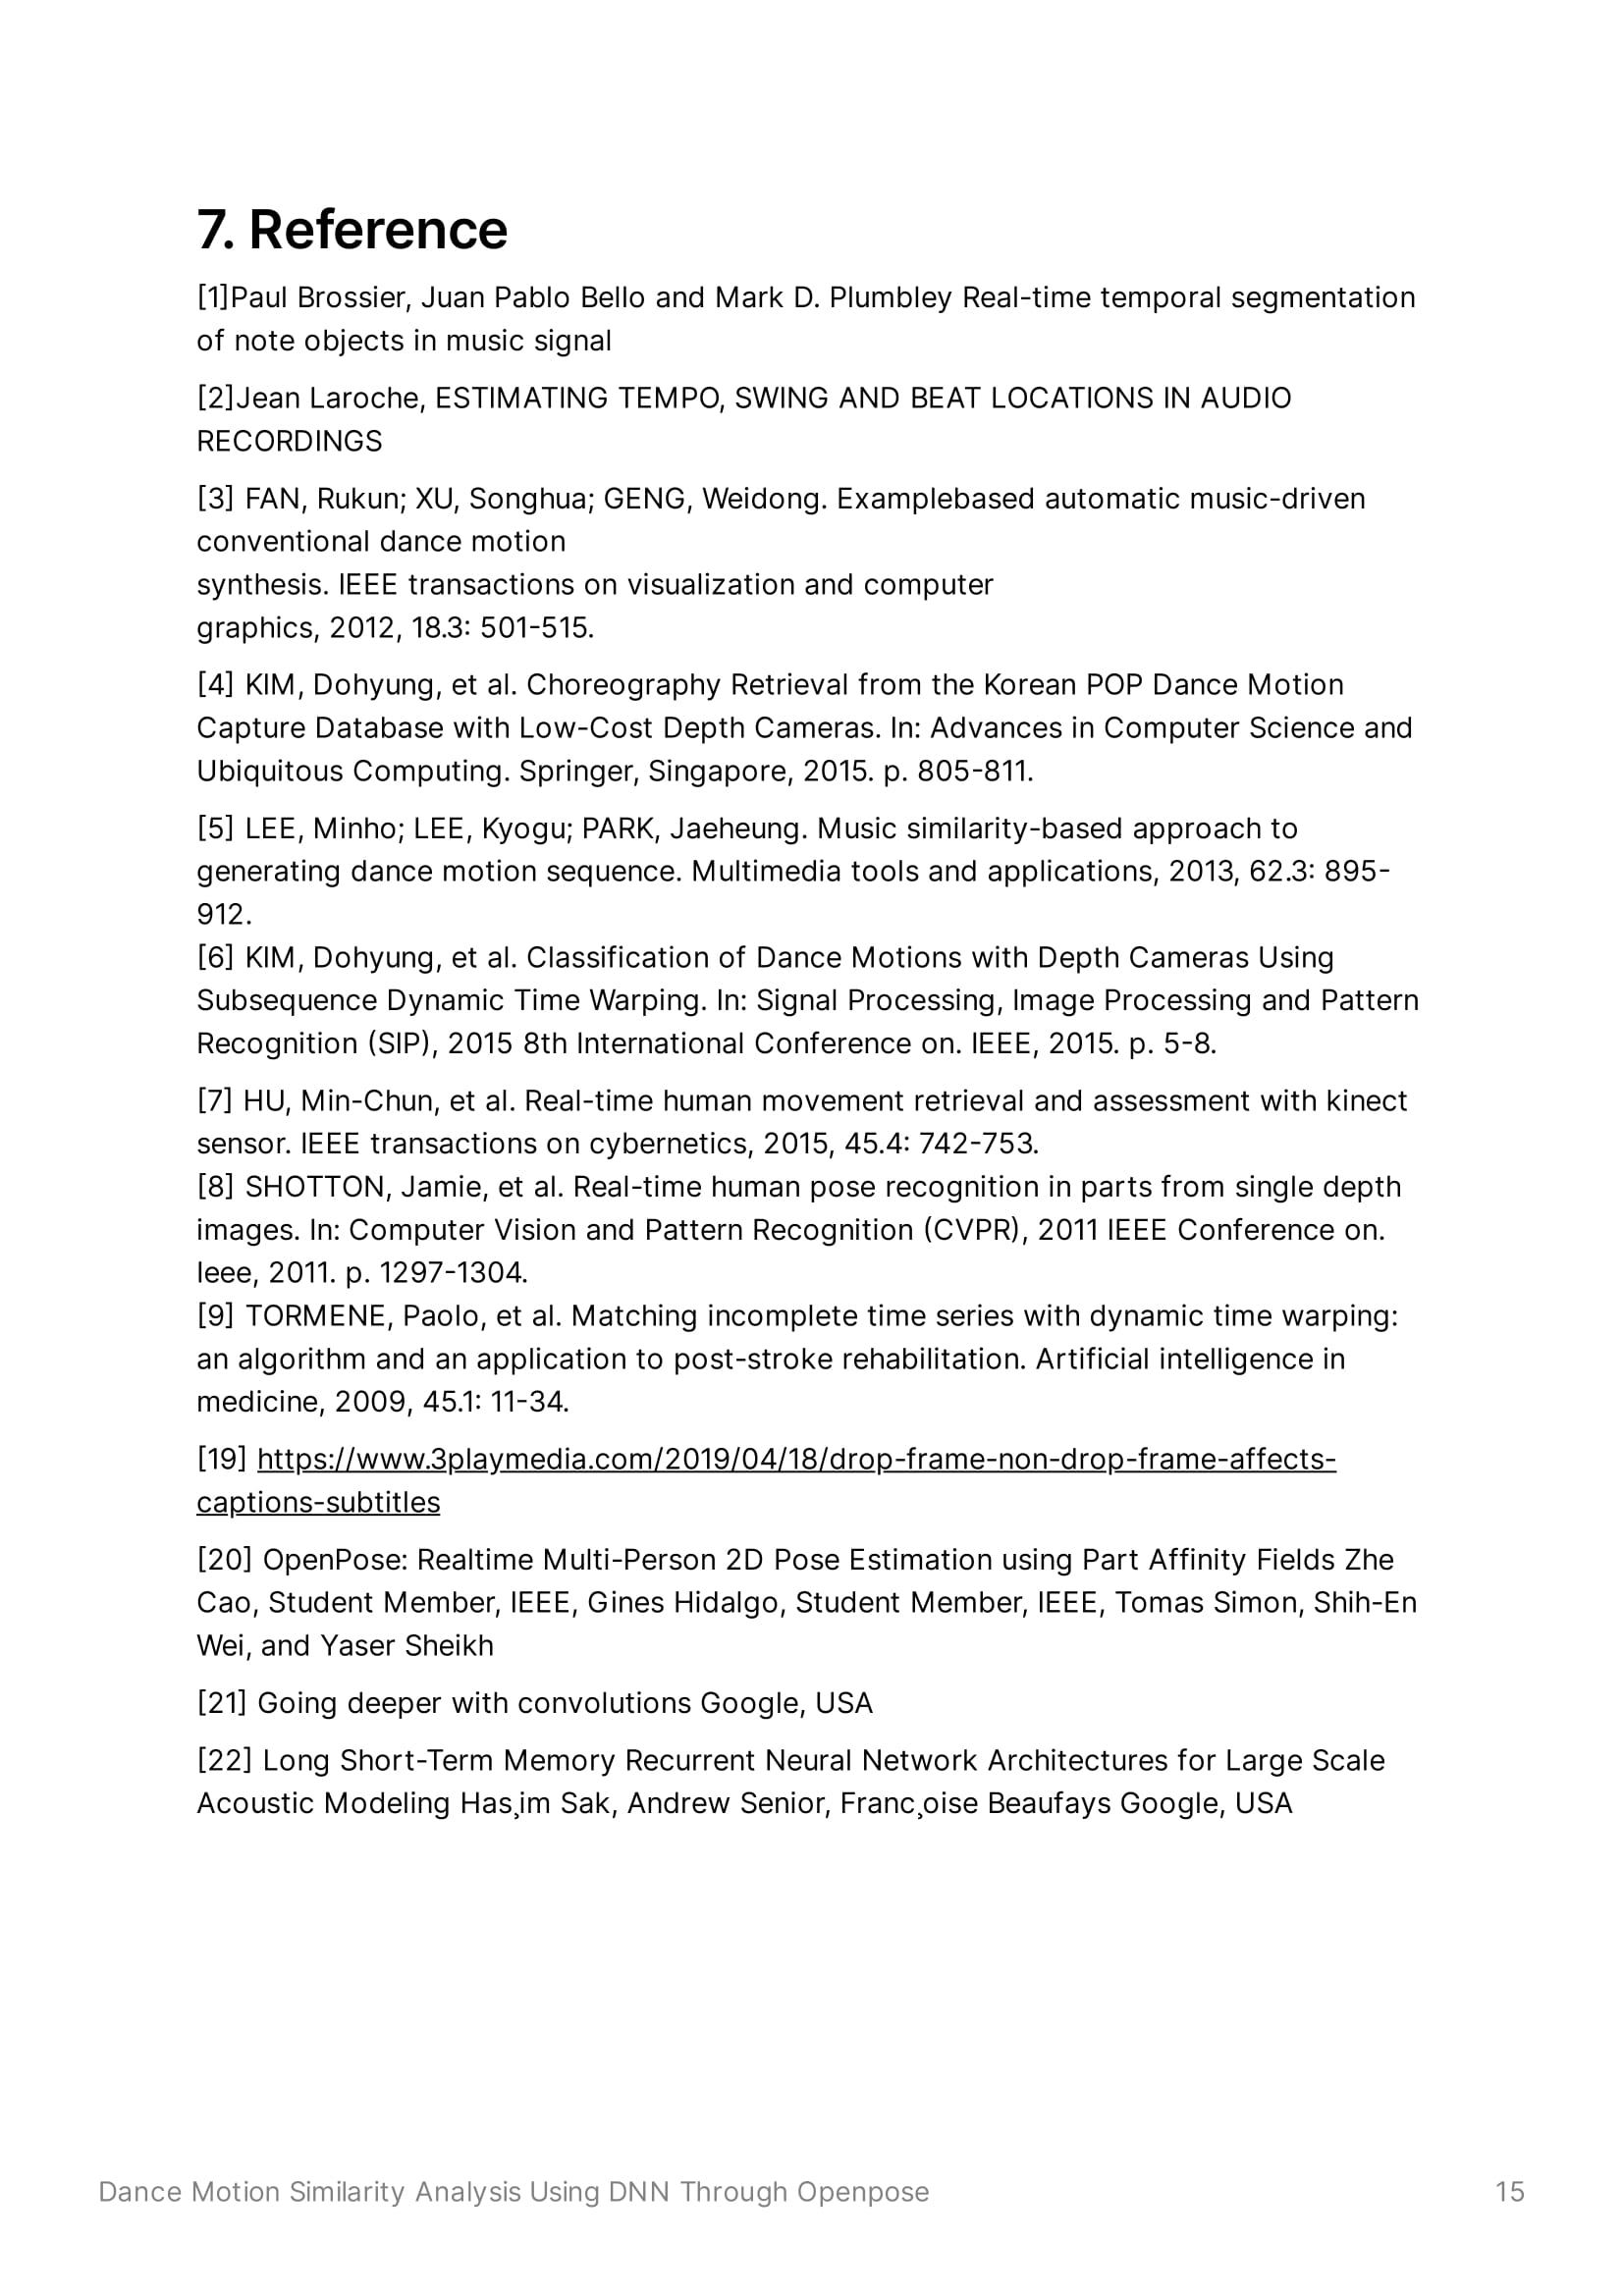 7. Reference
[1]Paul Brossier, Juan Pablo Bello and Mark D. Plumbley Real-time temporal segmentation
of note objects in music signal
[2]Jean Laroche, ESTIMATING TEMPO, SWING AND BEAT LOCATIONS IN AUDIO
RECORDINGS
[3] FAN, Rukun; XU, Songhua; GENG, Weidong. Examplebased automatic music-driven
conventional dance motion
synthesis. IEEE transactions on visualization and computer
graphics, 2012, 18.3: 501-515.
[4] KIM, Dohyung, et al. Choreography Retrieval from the Korean POP Dance Motion
Capture Database with Low-Cost Depth Cameras. In: Advances in Computer Science and
Ubiquitous Computing. Springer, Singapore, 2015. p. 805-811.
[5] LEE, Minho; LEE, Kyogu; PARK, Jaeheung. Music similarity-based approach to
generating dance motion sequence. Multimedia tools and applications, 2013, 62.3: 895-
912.
[6] KIM, Dohyung, et al. Classification of Dance Motions with Depth Cameras Using
Subsequence Dynamic Time Warping. In: Signal Processing, Image Processing and Pattern
Recognition (SIP), 2015 8th International Conference on. IEEE, 2015. p. 5-8.
[7] HU, Min-Chun, et al. Real-time human movement retrieval and assessment with kinect
sensor. IEEE transactions on cybernetics, 2015, 45.4: 742-753.
[8] SHOTTON, Jamie, et al. Real-time human pose recognition in parts from single depth
images. In: Computer Vision and Pattern Recognition (CVPR), 2011 IEEE Conference on.
Ieee, 2011. p. 1297-1304.
[9] TORMENE, Paolo, et al. Matching incomplete time series with dynamic time warping:
an algorithm and an application to post-stroke rehabilitation. Artificial intelligence in
medicine, 2009, 45.1: 11-34.
[19] https://www.3playmedia.com/2019/04/18/drop-frame-non-drop-frame-affects-
captions-subtitles
[20] OpenPose: Realtime Multi-Person 2D Pose Estimation using Part Affinity Fields Zhe
Cao, Student Member, IEEE, Gines Hidalgo, Student Member, IEEE, Tomas Simon, Shih-En
Wei, and Yaser Sheikh
[21] Going deeper with convolutions Google, USA
[22] Long Short-Term Memory Recurrent Neural Network Architectures for Large Scale
Acoustic Modeling Has¸im Sak, Andrew Senior, Franc¸oise Beaufays Google, USA
Dance Motion Similarity Analysis Using DNN Through Openpose 15